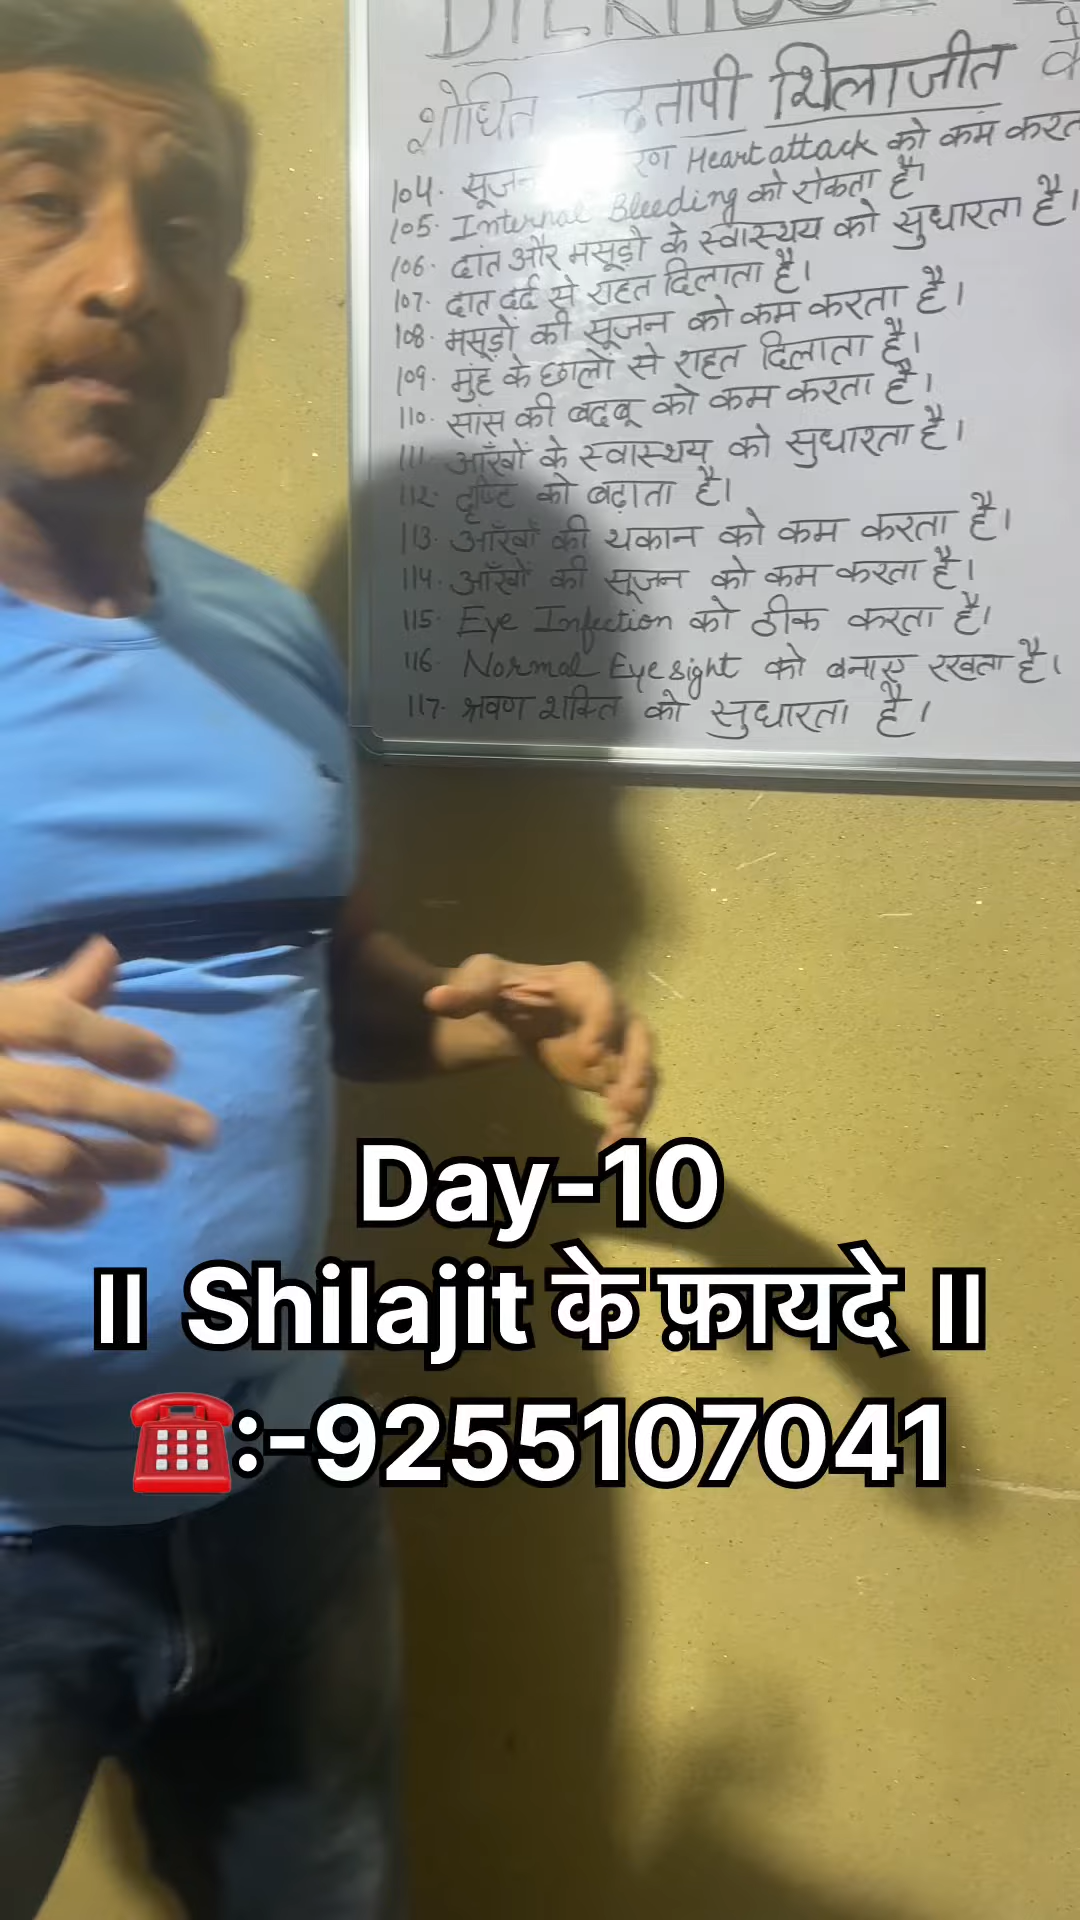 शोधित शिलाजीत के
104. सूजन Heart attack को कम करता
105. Internal Bleeding को रोकता है।
106. दांत और मसूड़ो के स्वास्थ्य को सुधारता है।
107. दात दर्द से राहत दिलाता है।
108. मसूड़ो की सूजन को कम करता है।
109. मुंह के छालों से राहत दिलाता है।
110. सांस की बदबू को कम करता है।
111. आँखों के स्वास्थय को सुधारता है।
112. दृष्टि को बढ़ाता है।
113. आँखों की थकान को कम करता है।
114. आँखों की सूजन को कम करता है।
115. Eye Infection को ठीक करता है।
116. Normal Eyesight को बनाए रखता है।
117. श्रवण शक्ति को सुधारता है।
Day-10
॥ Shilajit के फ़ायदे ॥
☎:-9255107041